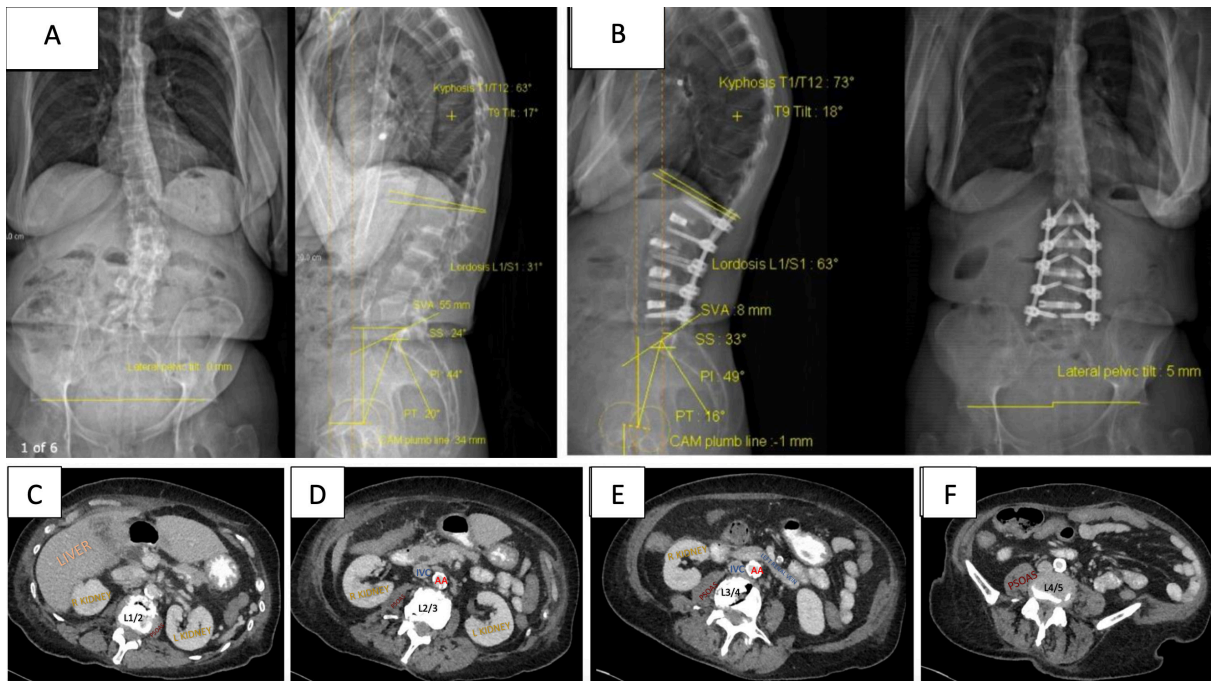 A
Kyphosis T1/T12 : 63°
T9 Tilt : 17°
Lordosis L1/S1 : 31°
SVA :55 mm
SS : 24°
Lateral pelvic tilt : 0 mm
PI : 44°
PT : 20°
CAM plumb line :34 mm
1 of 6
B
Kyphosis T1/T12 : 73°
T9 Tilt : 18°
Lordosis L1/S1 : 63°
SVA :8 mm
SS : 33°
PI : 49°
Lateral pelvic tilt : 5 mm
PT : 16°
CAM plumb line :-1 mm
C
LIVER
R KIDNEY
L1/2
L KIDNEY
D
IVC
AA
R KIDNEY
L2/3
L KIDNEY
E
R KIDNEY
IVC
AA
PSOAS
L3/4
F
PSOAS
L4/5